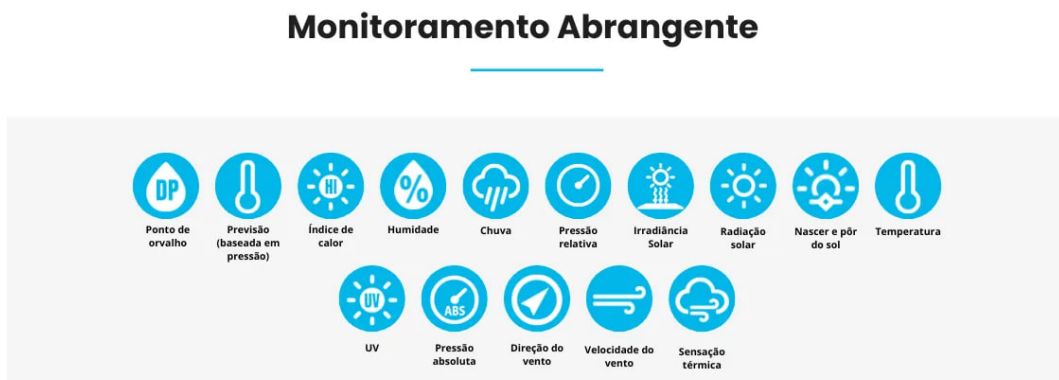 Monitoramento Abrangente
DP
HI
%
Ponto de
orvalho
Previsão
(baseada em
pressão)
Índice de
calor
Humidade
Chuva
Pressão
relativa
Irradiância
Solar
Radiação
solar
Nascer e pôr
do sol
Temperatura
UV
ABS
UV
Pressão
absoluta
Direção do
vento
Velocidade do
vento
Sensação
térmica